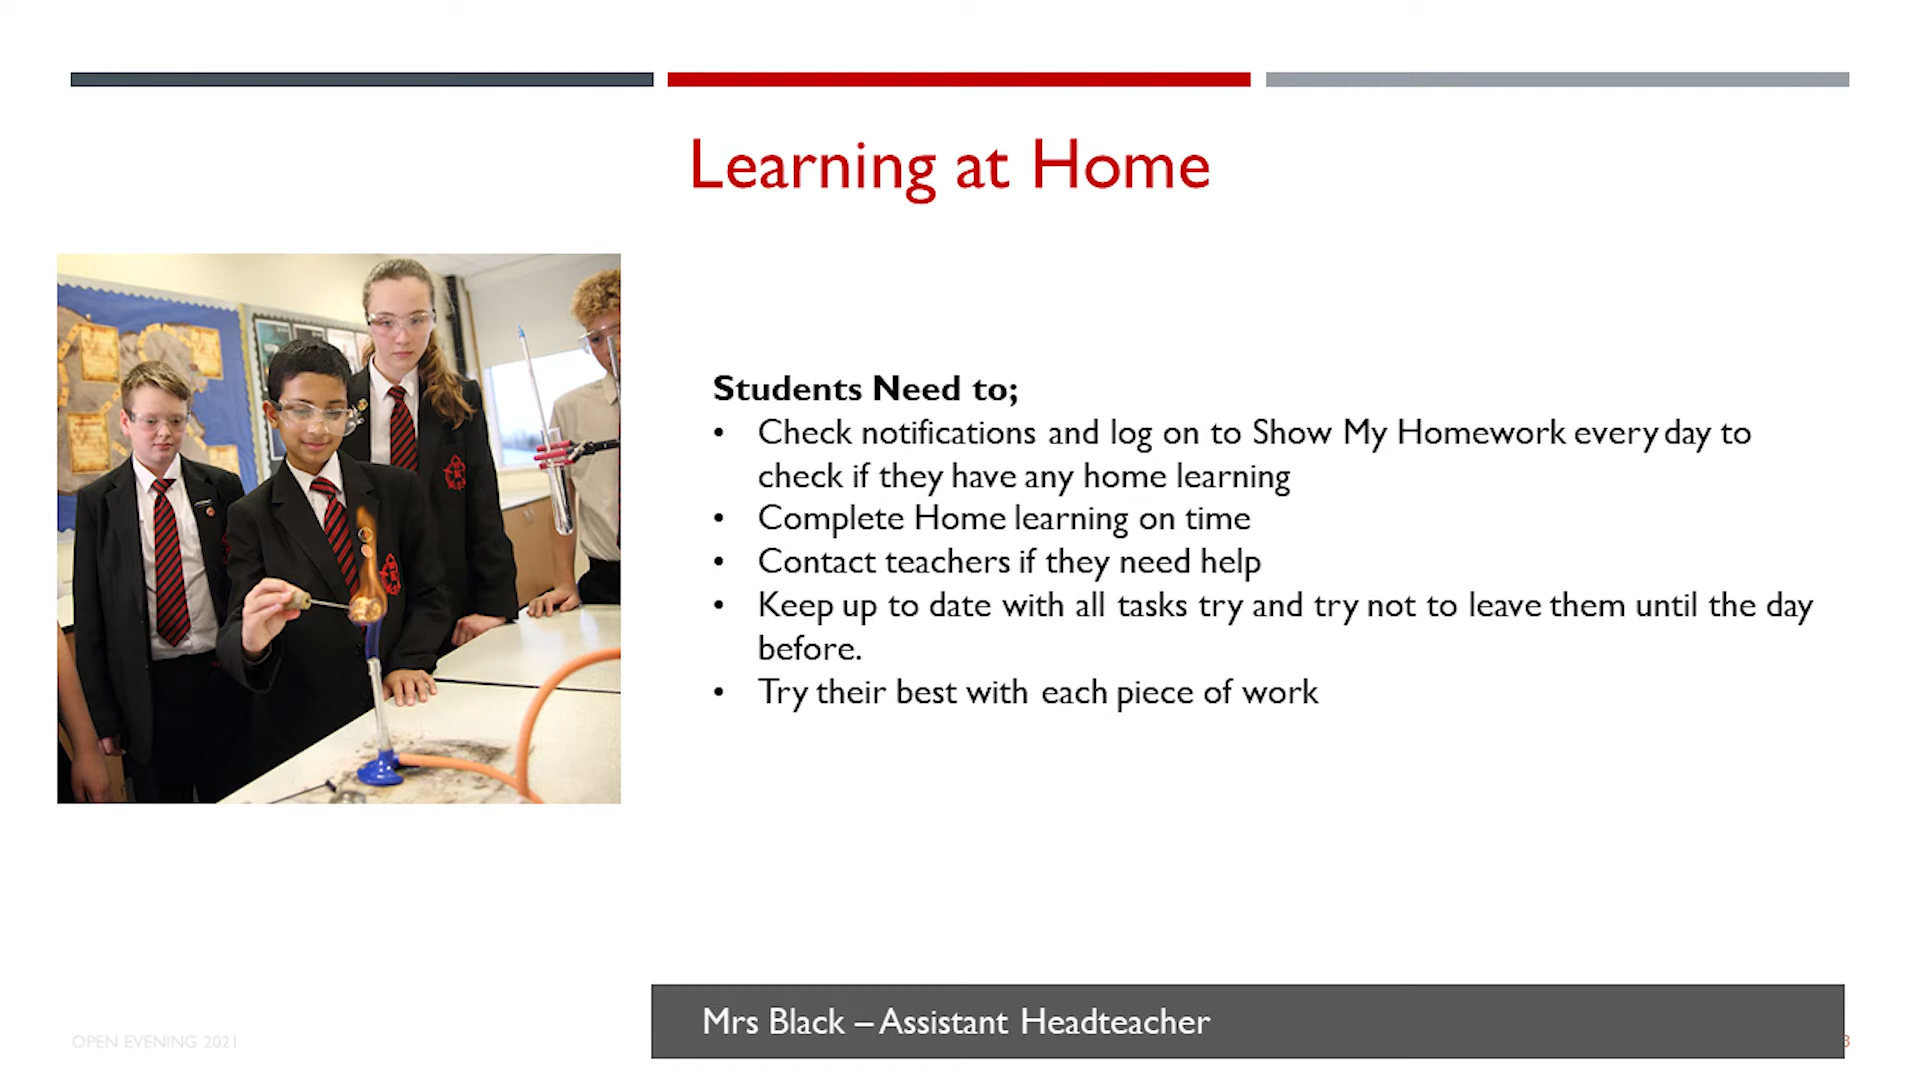 Learning at Home
Students Need to;
• Check notifications and log on to Show My Homework every day to
check if they have any home learning
• Complete Home learning on time
• Contact teachers if they need help
• Keep up to date with all tasks try and try not to leave them until the day
before.
• Try their best with each piece of work
Mrs Black – Assistant Headteacher
OPEN EVENING 2021